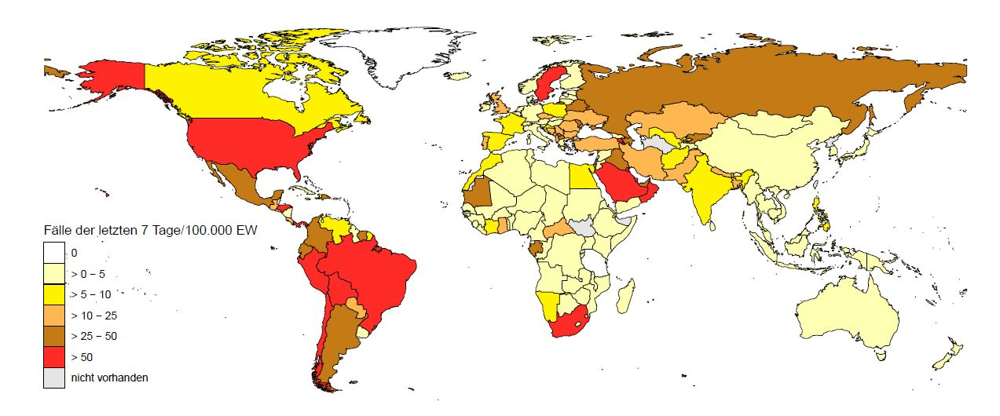 Fälle der letzten 7 Tage/100.000 EW
0
> 0 – 5
> 5 – 10
> 10 – 25
> 25 – 50
> 50
nicht vorhanden